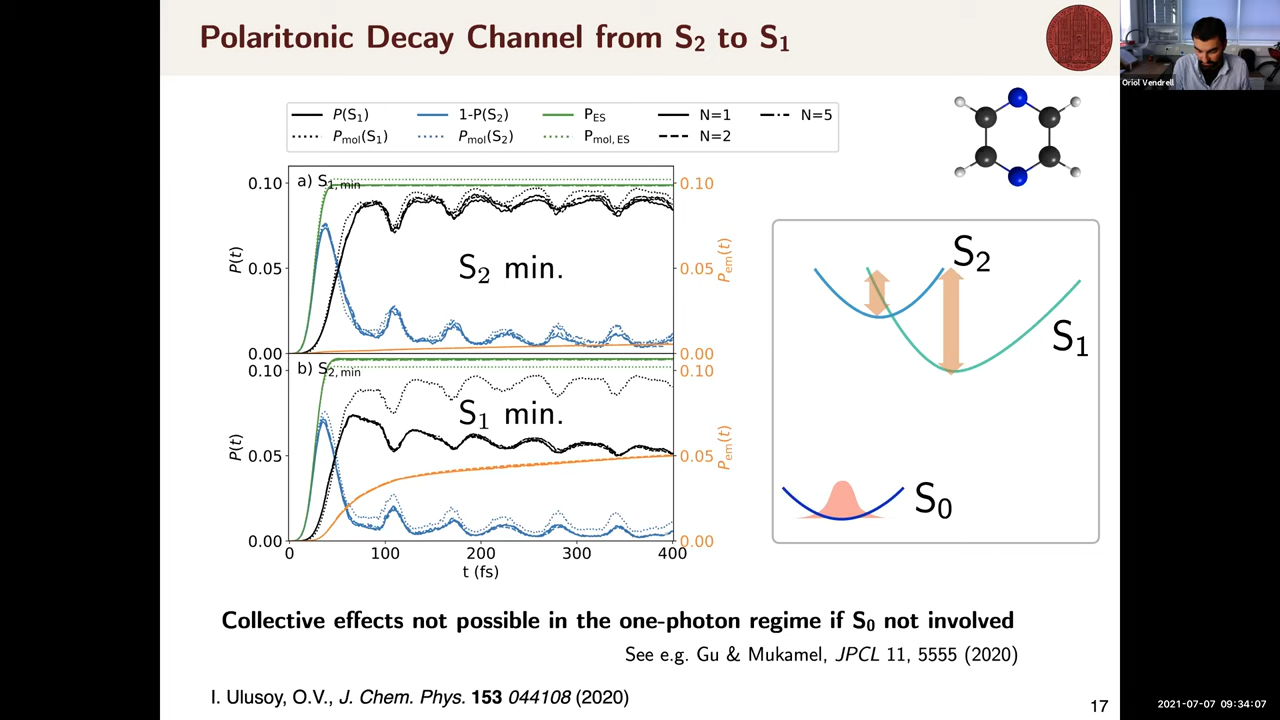 Polaritonic Decay Channel from S₂ to S₁
Oriol Vendrell
P(S₁) 1-P(S₂) P_ES N=1 N=5
P_mol(S₁) P_mol(S₂) P_mol,ES N=2
a) S_1,min
0.10 0.10
P(t)
0.05 0.05
P_em(t)
S₂ min.
0.00 0.00
b) S_2,min
0.10 0.10
S₁ min.
P(t)
0.05 0.05
P_em(t)
0.00 0.00
0 100 200 300 400
t (fs)
S₂
S₁
S₀
Collective effects not possible in the one-photon regime if S₀ not involved
See e.g. Gu & Mukamel, JPCL 11, 5555 (2020)
I. Ulusoy, O.V., J. Chem. Phys. 153 044108 (2020)
17
2021-07-07 09:34:07